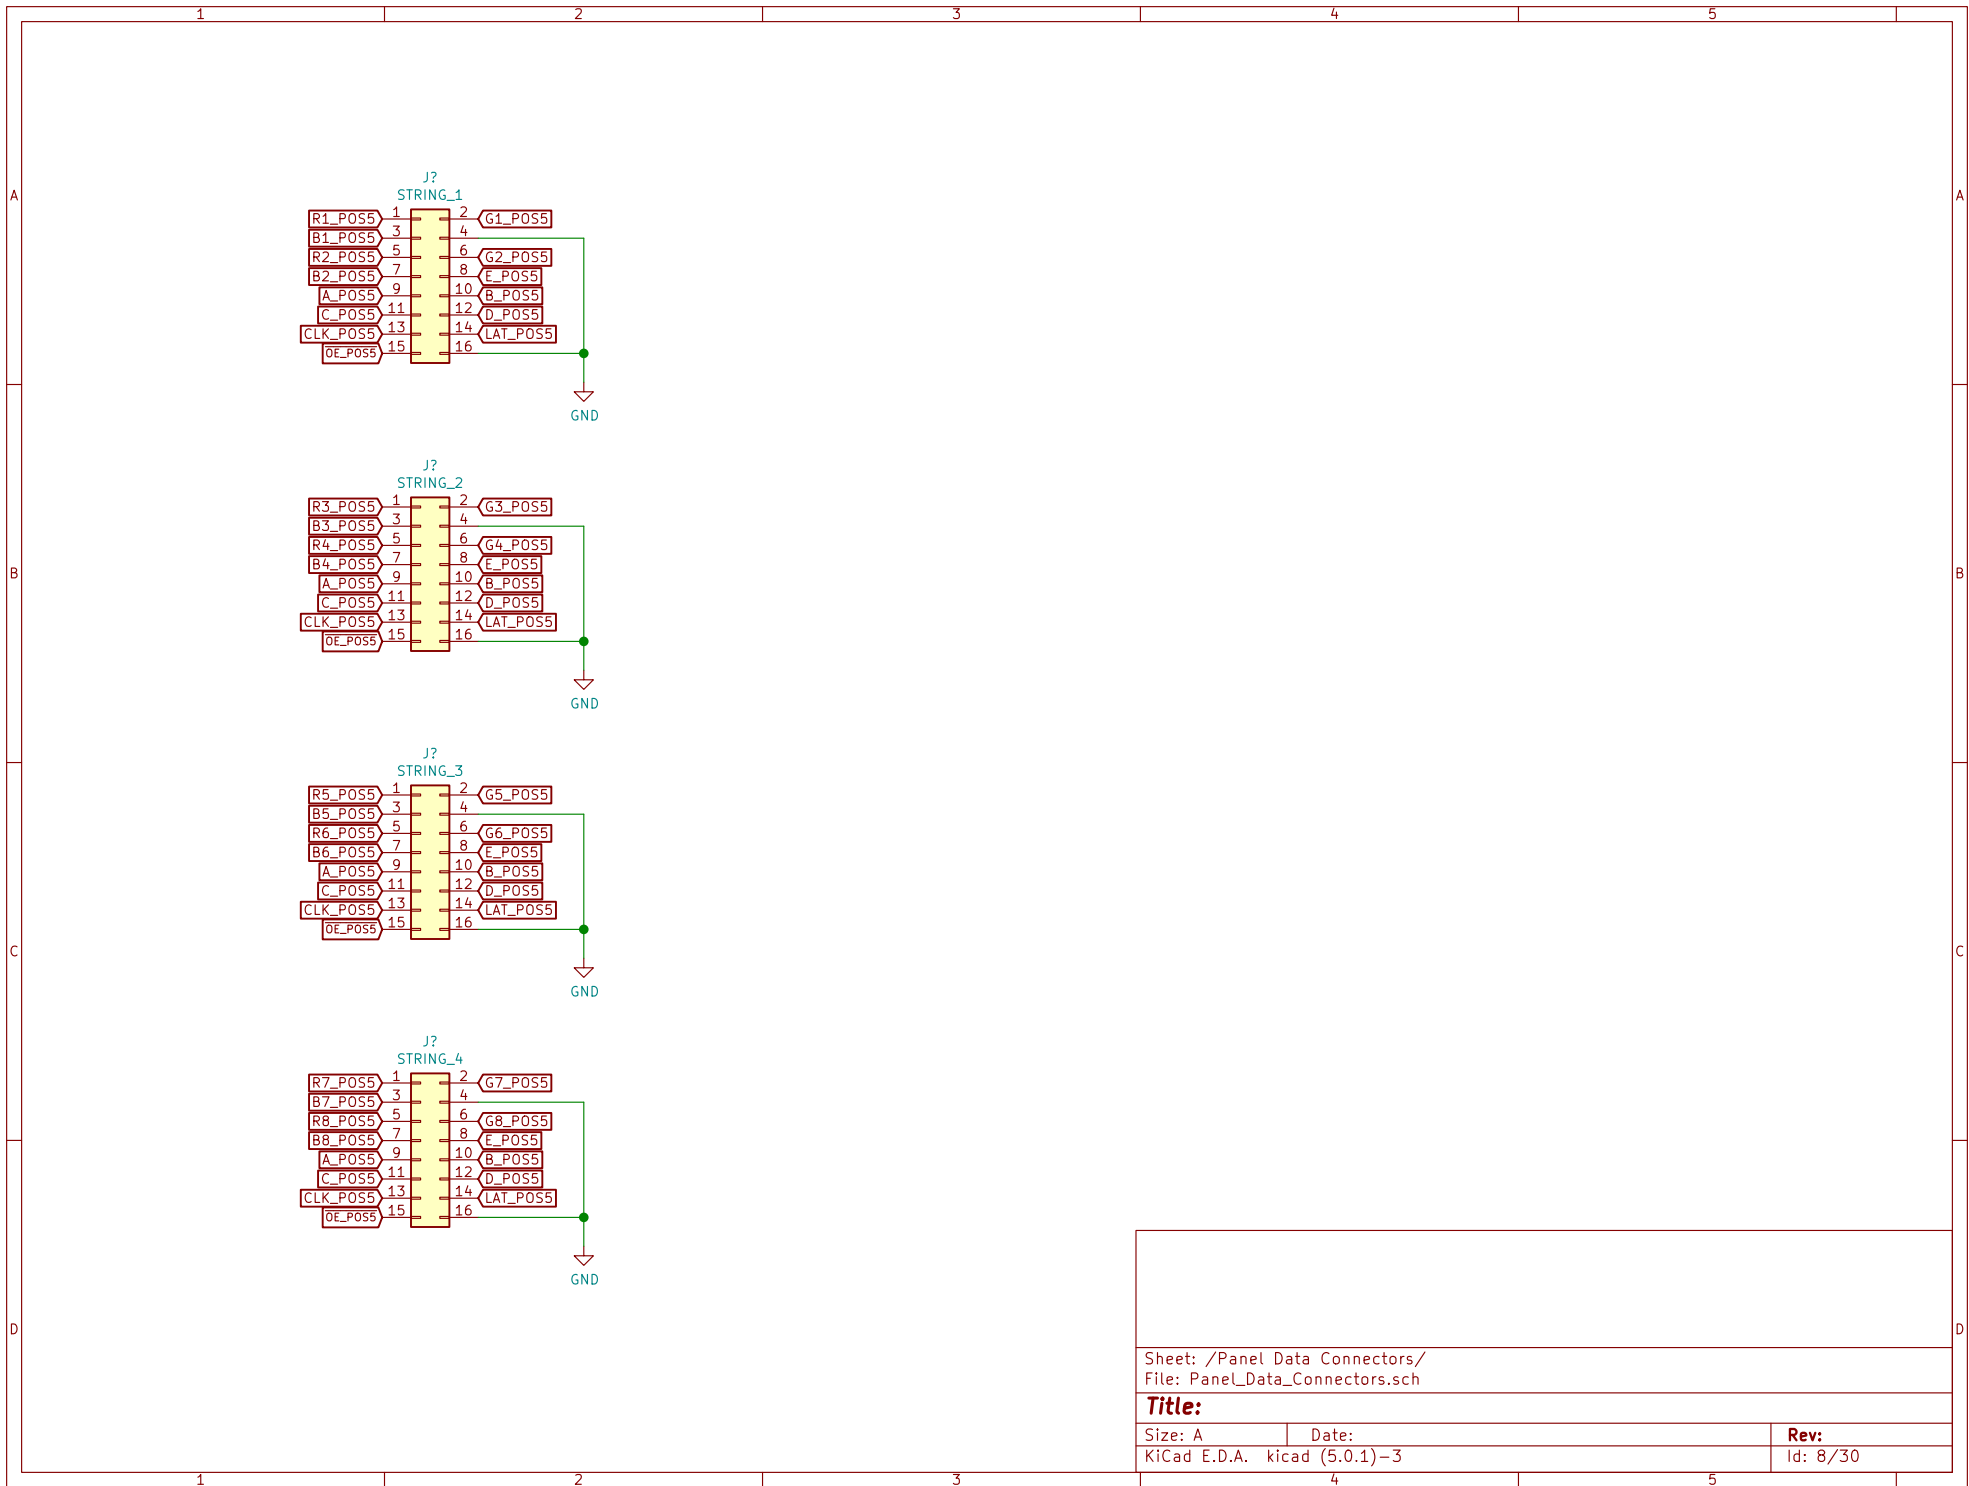 1 2 3 4 5
A A
J?
STRING_1
R1_POS5 1 2 G1_POS5
B1_POS5 3 4
R2_POS5 5 6 G2_POS5
B2_POS5 7 8 E_POS5
A_POS5 9 10 B_POS5
C_POS5 11 12 D_POS5
CLK_POS5 13 14 LAT_POS5
OE_POS5 15 16
GND
J?
STRING_2
R3_POS5 1 2 G3_POS5
B3_POS5 3 4
R4_POS5 5 6 G4_POS5
B4_POS5 7 8 E_POS5
B B
A_POS5 9 10 B_POS5
C_POS5 11 12 D_POS5
CLK_POS5 13 14 LAT_POS5
OE_POS5 15 16
GND
J?
STRING_3
R5_POS5 1 2 G5_POS5
B5_POS5 3 4
R6_POS5 5 6 G6_POS5
B6_POS5 7 8 E_POS5
A_POS5 9 10 B_POS5
C_POS5 11 12 D_POS5
CLK_POS5 13 14 LAT_POS5
OE_POS5 15 16
C C
GND
J?
STRING_4
R7_POS5 1 2 G7_POS5
B7_POS5 3 4
R8_POS5 5 6 G8_POS5
B8_POS5 7 8 E_POS5
A_POS5 9 10 B_POS5
C_POS5 11 12 D_POS5
CLK_POS5 13 14 LAT_POS5
OE_POS5 15 16
GND
D D
Sheet: /Panel Data Connectors/
File: Panel_Data_Connectors.sch
Title:
Size: A Date: Rev:
KiCad E.D.A. kicad (5.0.1)-3 Id: 8/30
1 2 3 4 5